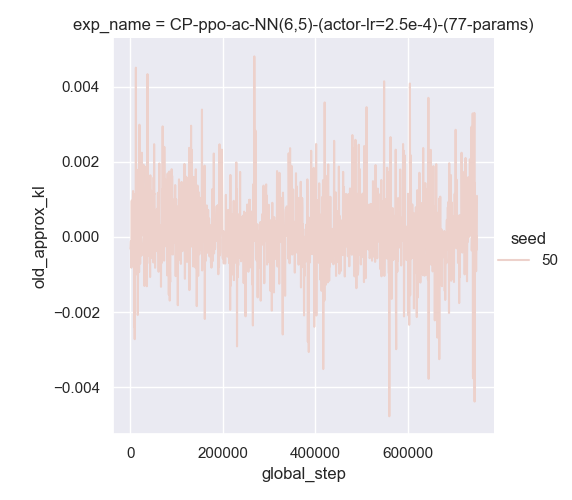 exp_name = CP-ppo-ac-NN(6,5)-(actor-lr=2.5e-4)-(77-params)
0.004
0.002
0.000
−0.002
−0.004
old_approx_kl
0
200000
400000
600000
global_step
seed
50